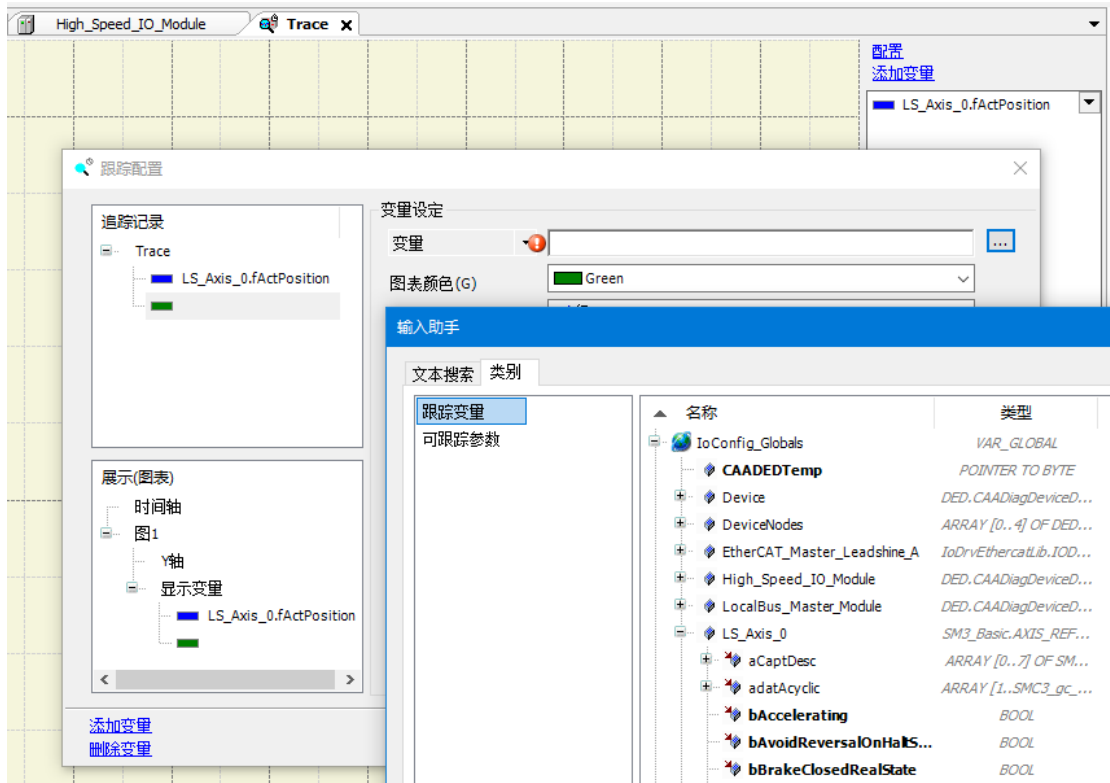 High_Speed_IO_Module
Trace
配置
添加变量
LS_Axis_0.fActPosition
跟踪配置
追踪记录
Trace
LS_Axis_0.fActPosition
变量设定
变量
...
图表颜色(G)
Green
展示(图表)
时间轴
图1
Y轴
显示变量
LS_Axis_0.fActPosition
添加变量
删除变量
输入助手
文本搜索
类别
跟踪变量
可跟踪参数
名称 类型
IoConfig_Globals VAR_GLOBAL
CAADEDTemp POINTER TO BYTE
Device DED.CAADiagDeviceD...
DeviceNodes ARRAY [0..4] OF DED...
EtherCAT_Master_Leadshine_A IoDrvEthercatLib.IOD...
High_Speed_IO_Module DED.CAADiagDeviceD...
LocalBus_Master_Module DED.CAADiagDeviceD...
LS_Axis_0 SM3_Basic.AXIS_REF...
aCaptDesc ARRAY [0..7] OF SM...
adatAcyclic ARRAY [1..SMC3_gc_...
bAccelerating BOOL
bAvoidReversalOnHaltS... BOOL
bBrakeClosedRealState BOOL